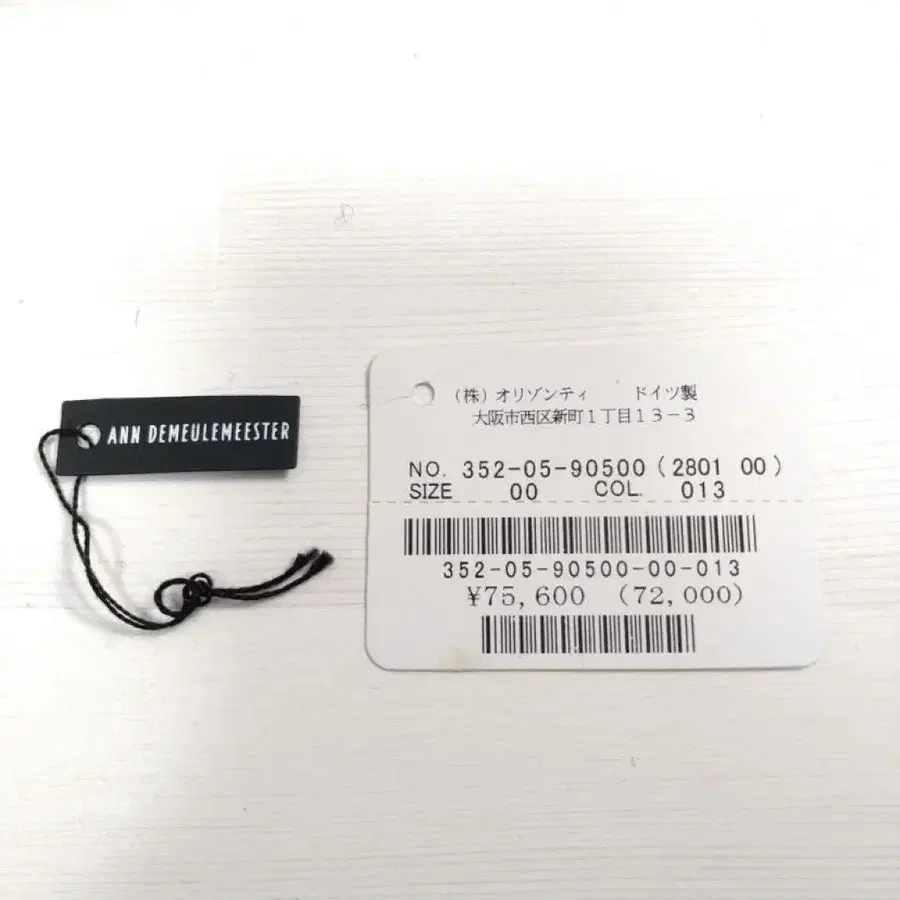 ANN DEMEULEMEESTER
(株)オリゾンティ ドイツ製
大阪市西区新町1丁目13-3
NO. 352-05-90500 (2801 00)
SIZE 00 COL. 013
352-05-90500-00-013
¥75,600 (72,000)